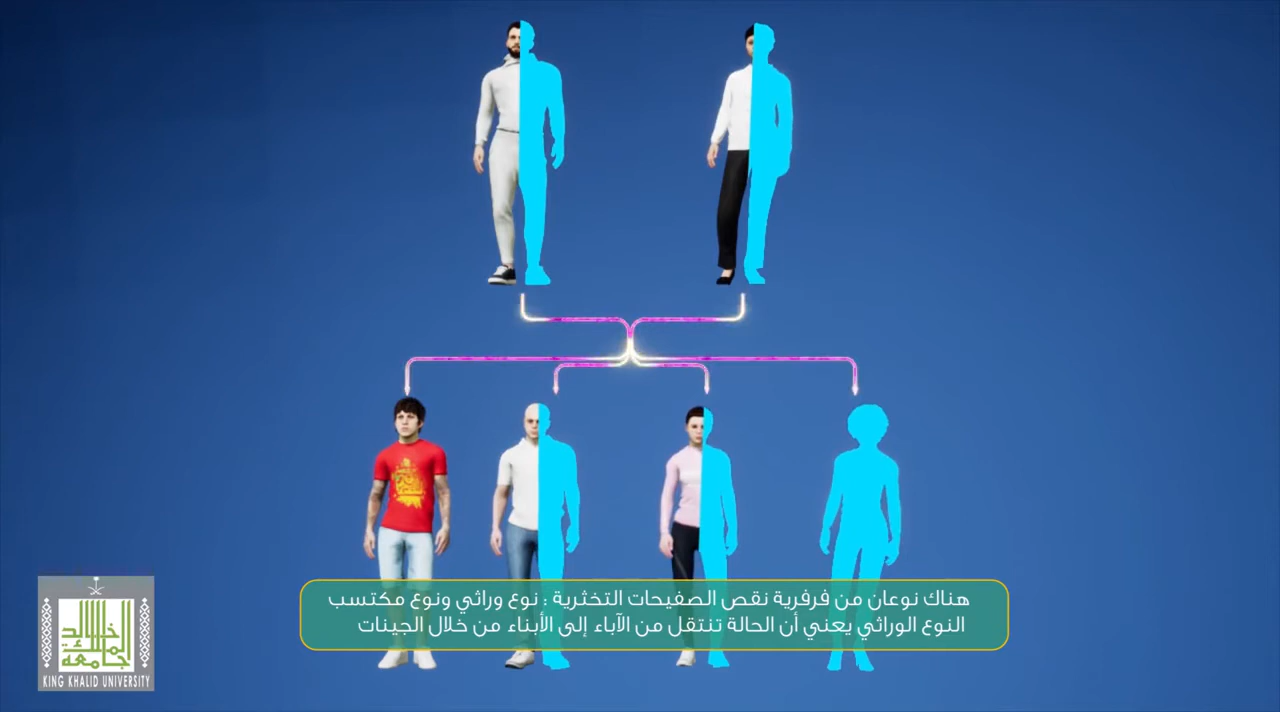 هناك نوعان من فرفرية نقص الصفيحات التخثرية : نوع وراثي ونوع مكتسب
النوع الوراثي يعني أن الحالة تنتقل من الآباء إلى الأبناء من خلال الجينات
جامعة الملك خالد
KING KHALID UNIVERSITY